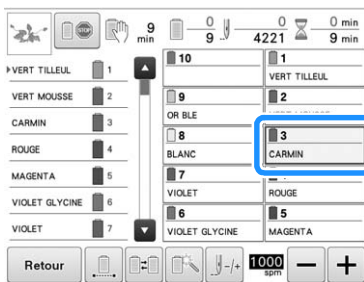 9 min
0
9
0
4221
0 min
9 min
VERT TILLEUL 1
VERT MOUSSE 2
CARMIN 3
ROUGE 4
MAGENTA 5
VIOLET GLYCINE 6
VIOLET 7
10
1
VERT TILLEUL
9
OR BLE
2
8
BLANC
3
CARMIN
7
VIOLET
ROUGE
6
VIOLET GLYCINE
5
MAGENTA
Retour
-/+
1000
spm
−
+